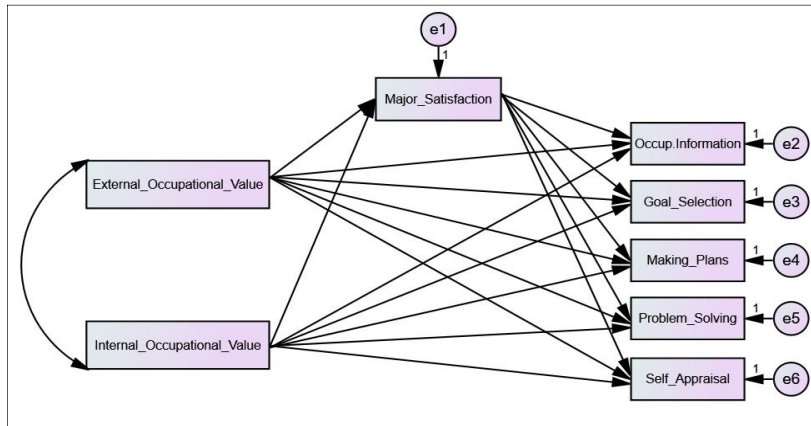 e1
1
Major_Satisfaction
Occup.Information
1
e2
External_Occupational_Value
Goal_Selection
1
e3
Making_Plans
1
e4
Problem_Solving
1
e5
Internal_Occupational_Value
Self_Appraisal
1
e6